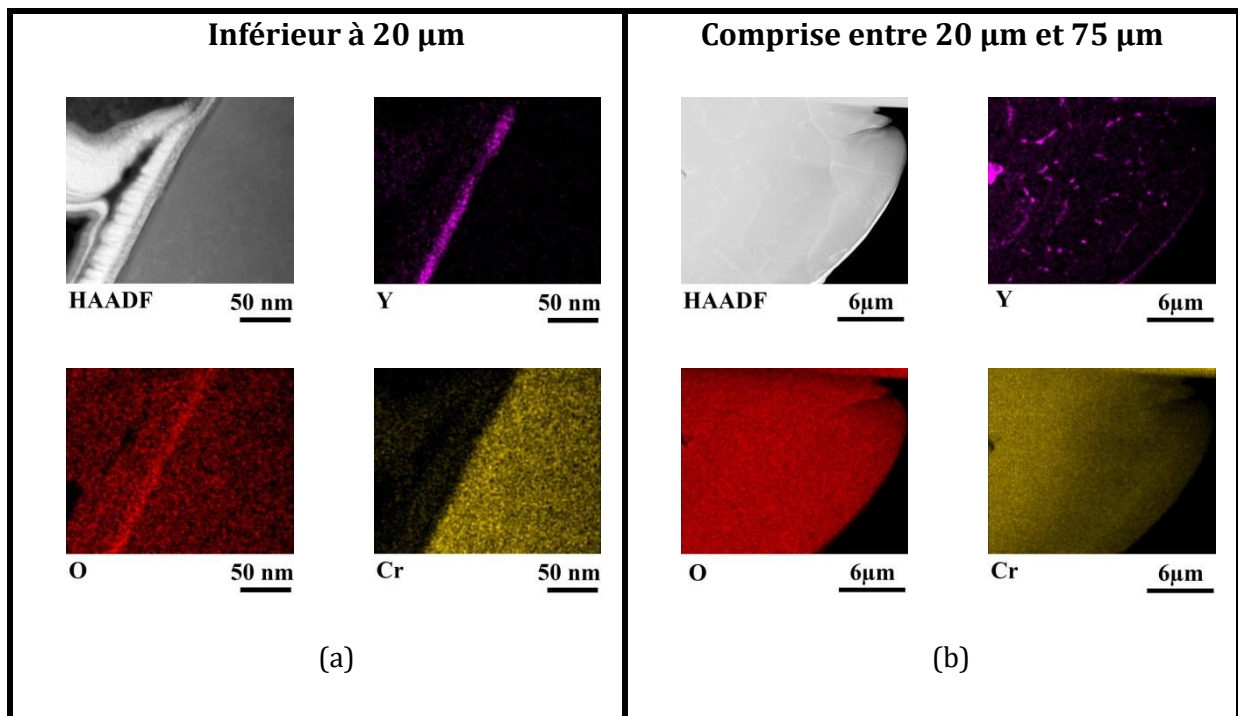 Inférieur à 20 µm
HAADF 50 nm
Y 50 nm
O 50 nm
Cr 50 nm
(a)
Comprise entre 20 µm et 75 µm
HAADF 6µm
Y 6µm
O 6µm
Cr 6µm
(b)